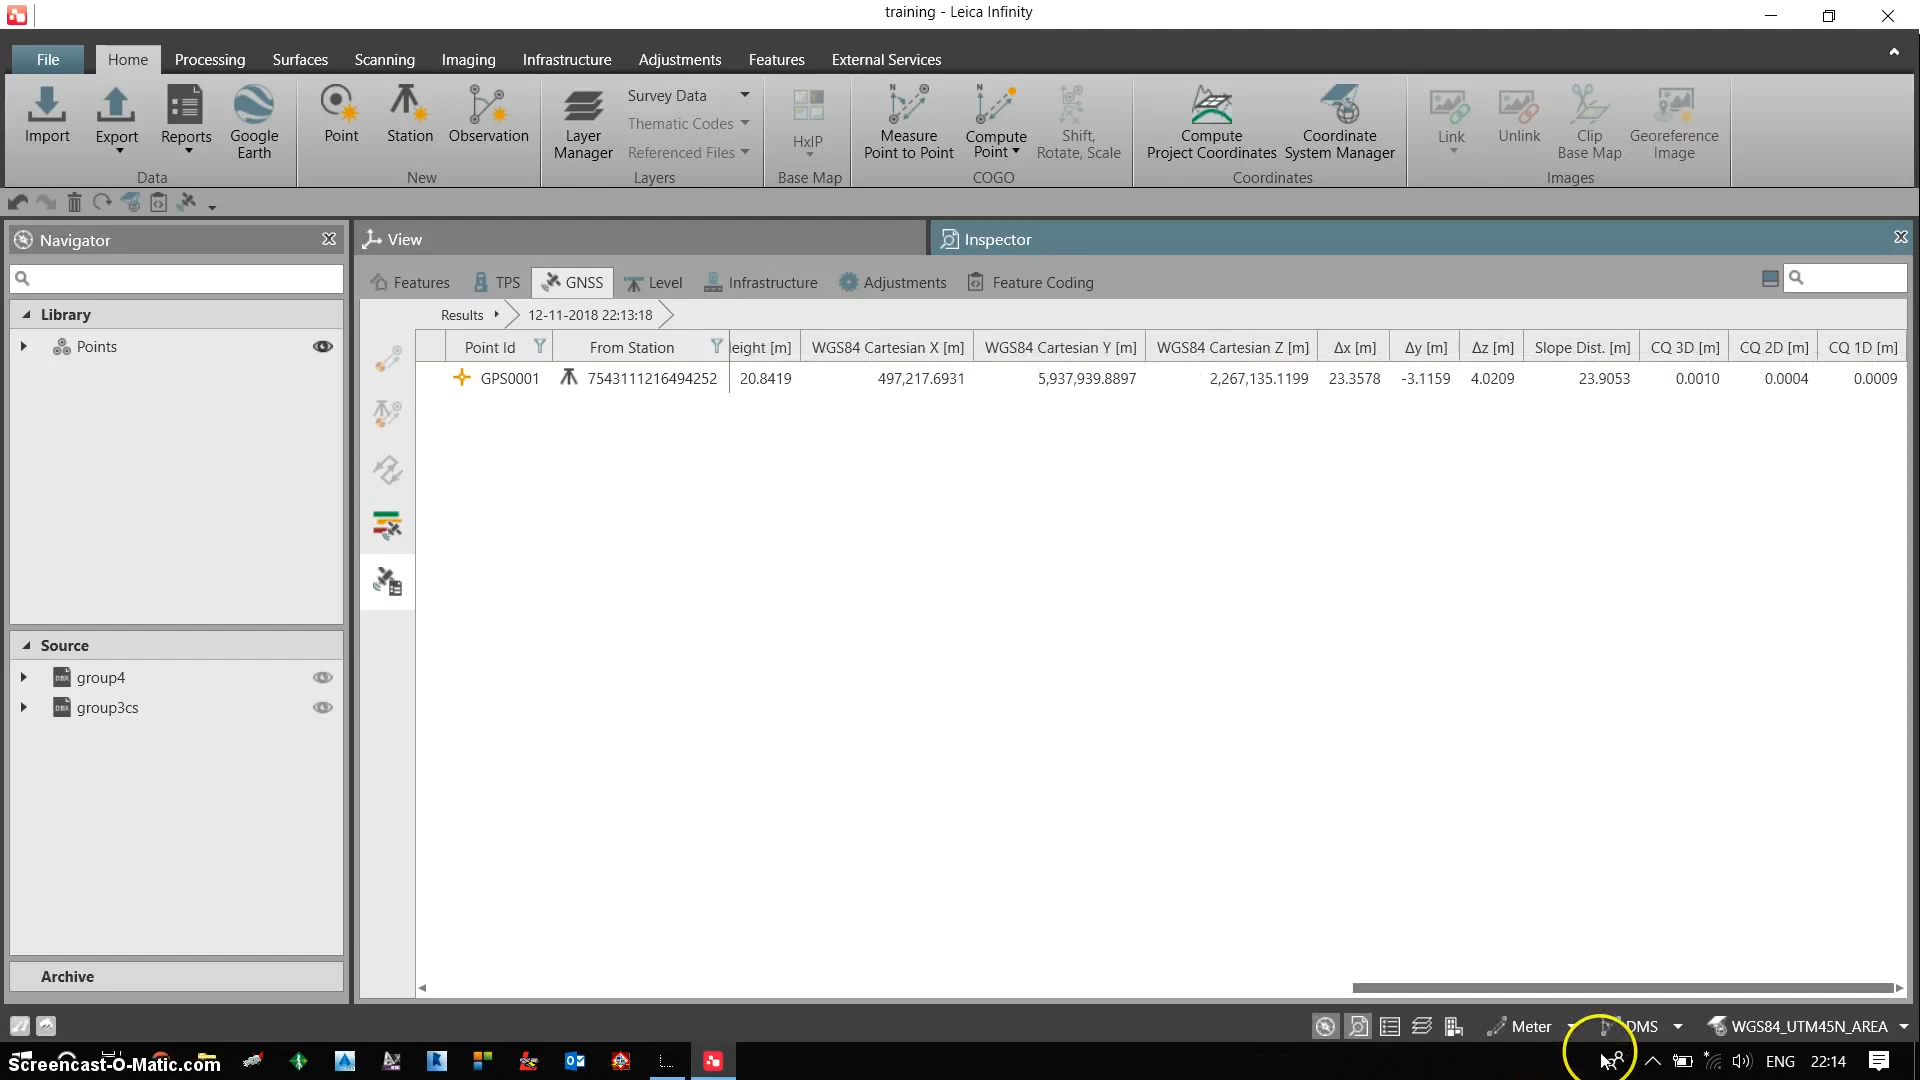 training - Leica Infinity
File Home Processing Surfaces Scanning Imaging Infrastructure Adjustments Features External Services
Import Export Reports Google Earth
Data
Point Station Observation
New
Layer Manager
Survey Data
Thematic Codes
Referenced Files
Layers
HxIP
Base Map
Measure Point to Point Compute Point Shift, Rotate, Scale
COGO
Compute Project Coordinates Coordinate System Manager
Coordinates
Link Unlink Clip Base Map Georeference Image
Images
Navigator
Library
Points
Source
DBX group4
DBX group3cs
Archive
View Inspector
Features TPS GNSS Level Infrastructure Adjustments Feature Coding
Results 12-11-2018 22:13:18
Point Id From Station eight [m] WGS84 Cartesian X [m] WGS84 Cartesian Y [m] WGS84 Cartesian Z [m] Δx [m] Δy [m] Δz [m] Slope Dist. [m] CQ 3D [m] CQ 2D [m] CQ 1D [m]
GPS0001 7543111216494252 20.8419 497,217.6931 5,937,939.8897 2,267,135.1199 23.3578 -3.1159 4.0209 23.9053 0.0010 0.0004 0.0009
Meter DMS WGS84_UTM45N_AREA
Screencast-O-Matic.com
ENG 22:14